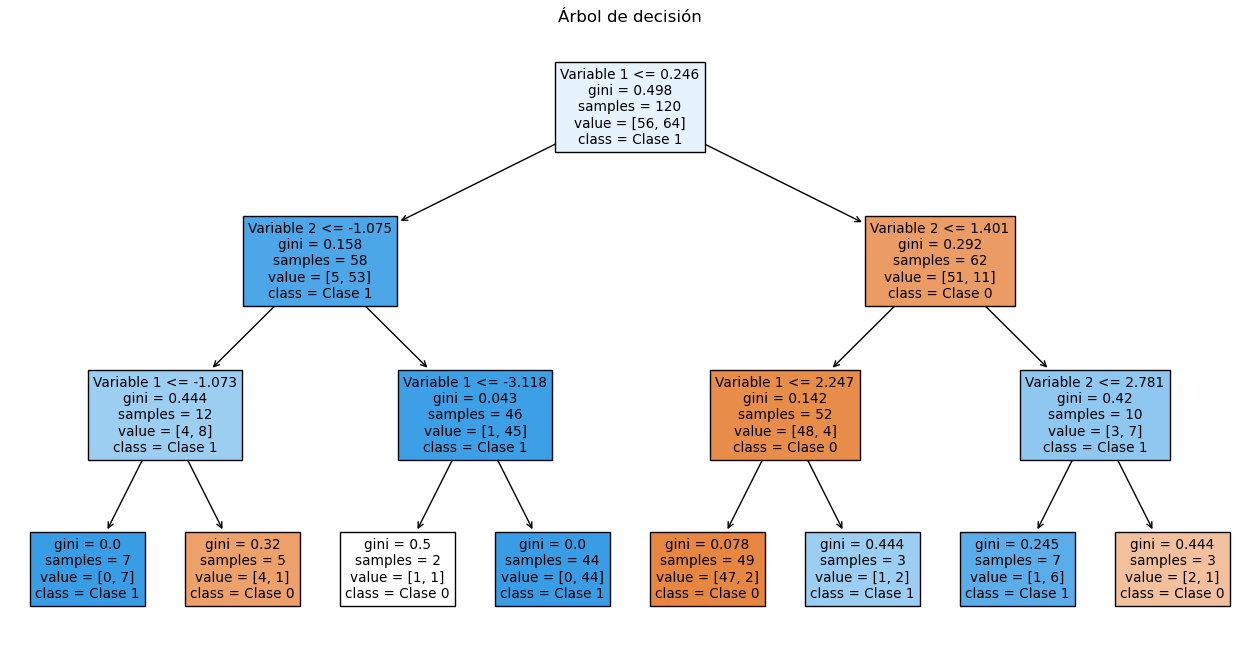 Árbol de decisión
Variable 1 <= 0.246
gini = 0.498
samples = 120
value = [56, 64]
class = Clase 1
Variable 2 <= -1.075
gini = 0.158
samples = 58
value = [5, 53]
class = Clase 1
Variable 2 <= 1.401
gini = 0.292
samples = 62
value = [51, 11]
class = Clase 0
Variable 1 <= -1.073
gini = 0.444
samples = 12
value = [4, 8]
class = Clase 1
Variable 1 <= -3.118
gini = 0.043
samples = 46
value = [1, 45]
class = Clase 1
Variable 1 <= 2.247
gini = 0.142
samples = 52
value = [48, 4]
class = Clase 0
Variable 2 <= 2.781
gini = 0.42
samples = 10
value = [3, 7]
class = Clase 1
gini = 0.0
samples = 7
value = [0, 7]
class = Clase 1
gini = 0.32
samples = 5
value = [4, 1]
class = Clase 0
gini = 0.5
samples = 2
value = [1, 1]
class = Clase 0
gini = 0.0
samples = 44
value = [0, 44]
class = Clase 1
gini = 0.078
samples = 49
value = [47, 2]
class = Clase 0
gini = 0.444
samples = 3
value = [1, 2]
class = Clase 1
gini = 0.245
samples = 7
value = [1, 6]
class = Clase 1
gini = 0.444
samples = 3
value = [2, 1]
class = Clase 0